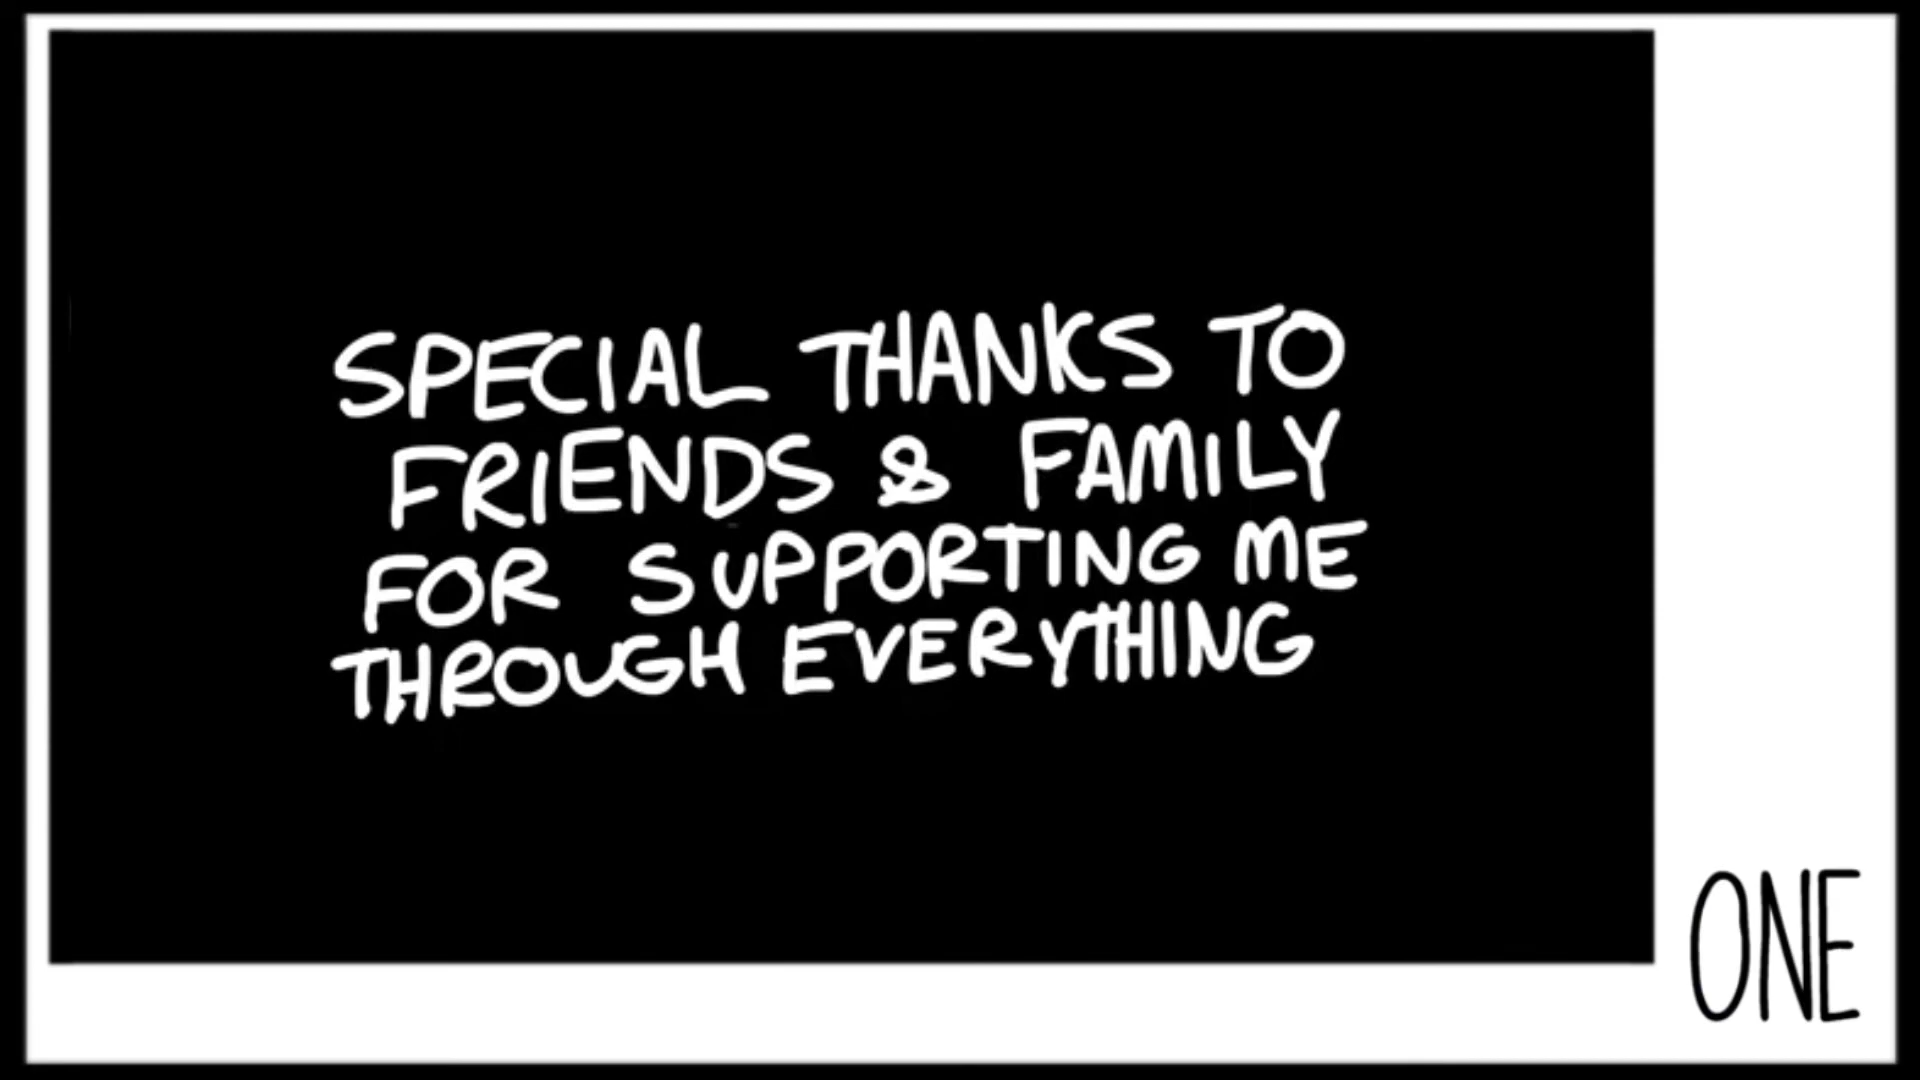 SPECIAL THANKS TO
FRIENDS & FAMILY
FOR SUPPORTING ME
THROUGH EVERYTHING
ONE